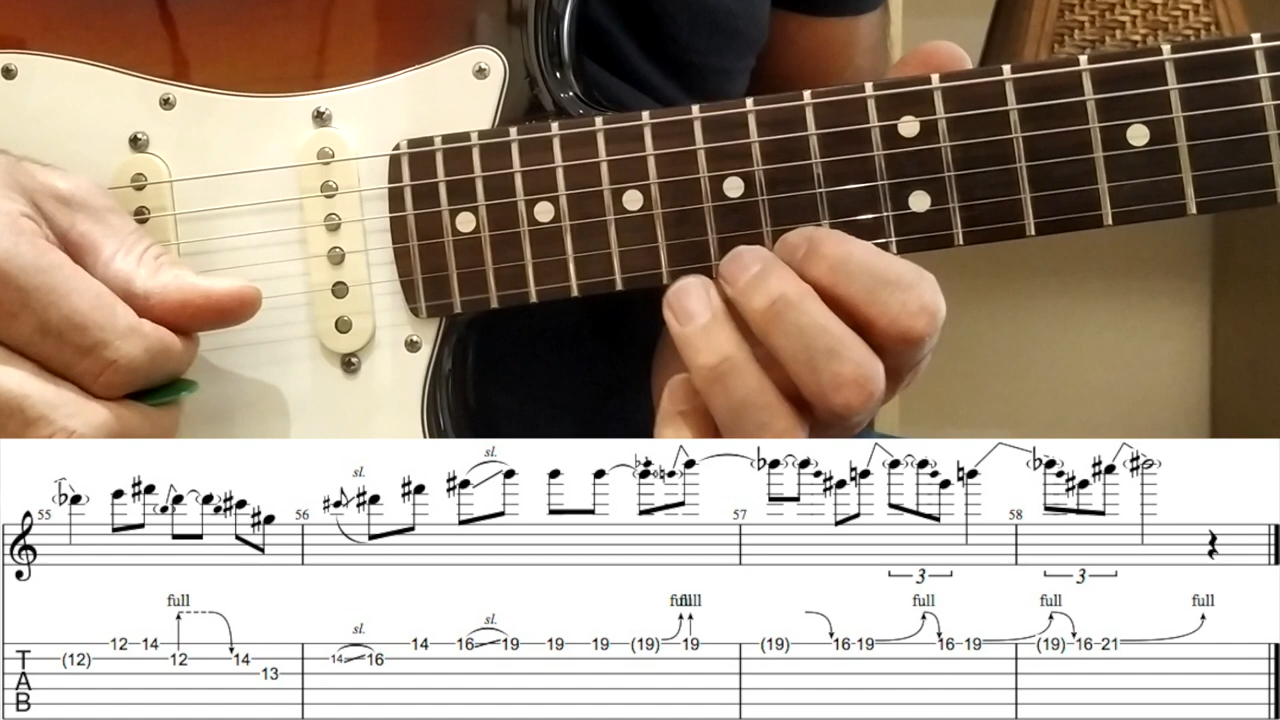 sl.
sl.
55 56 57 58
3 3
full full full full full full
sl. sl.
12 14 14 16 19 19 19 (19) 19 (19) 16 19 16 19 (19) 16 21
T (12) 12 14 14 16
A 13
B